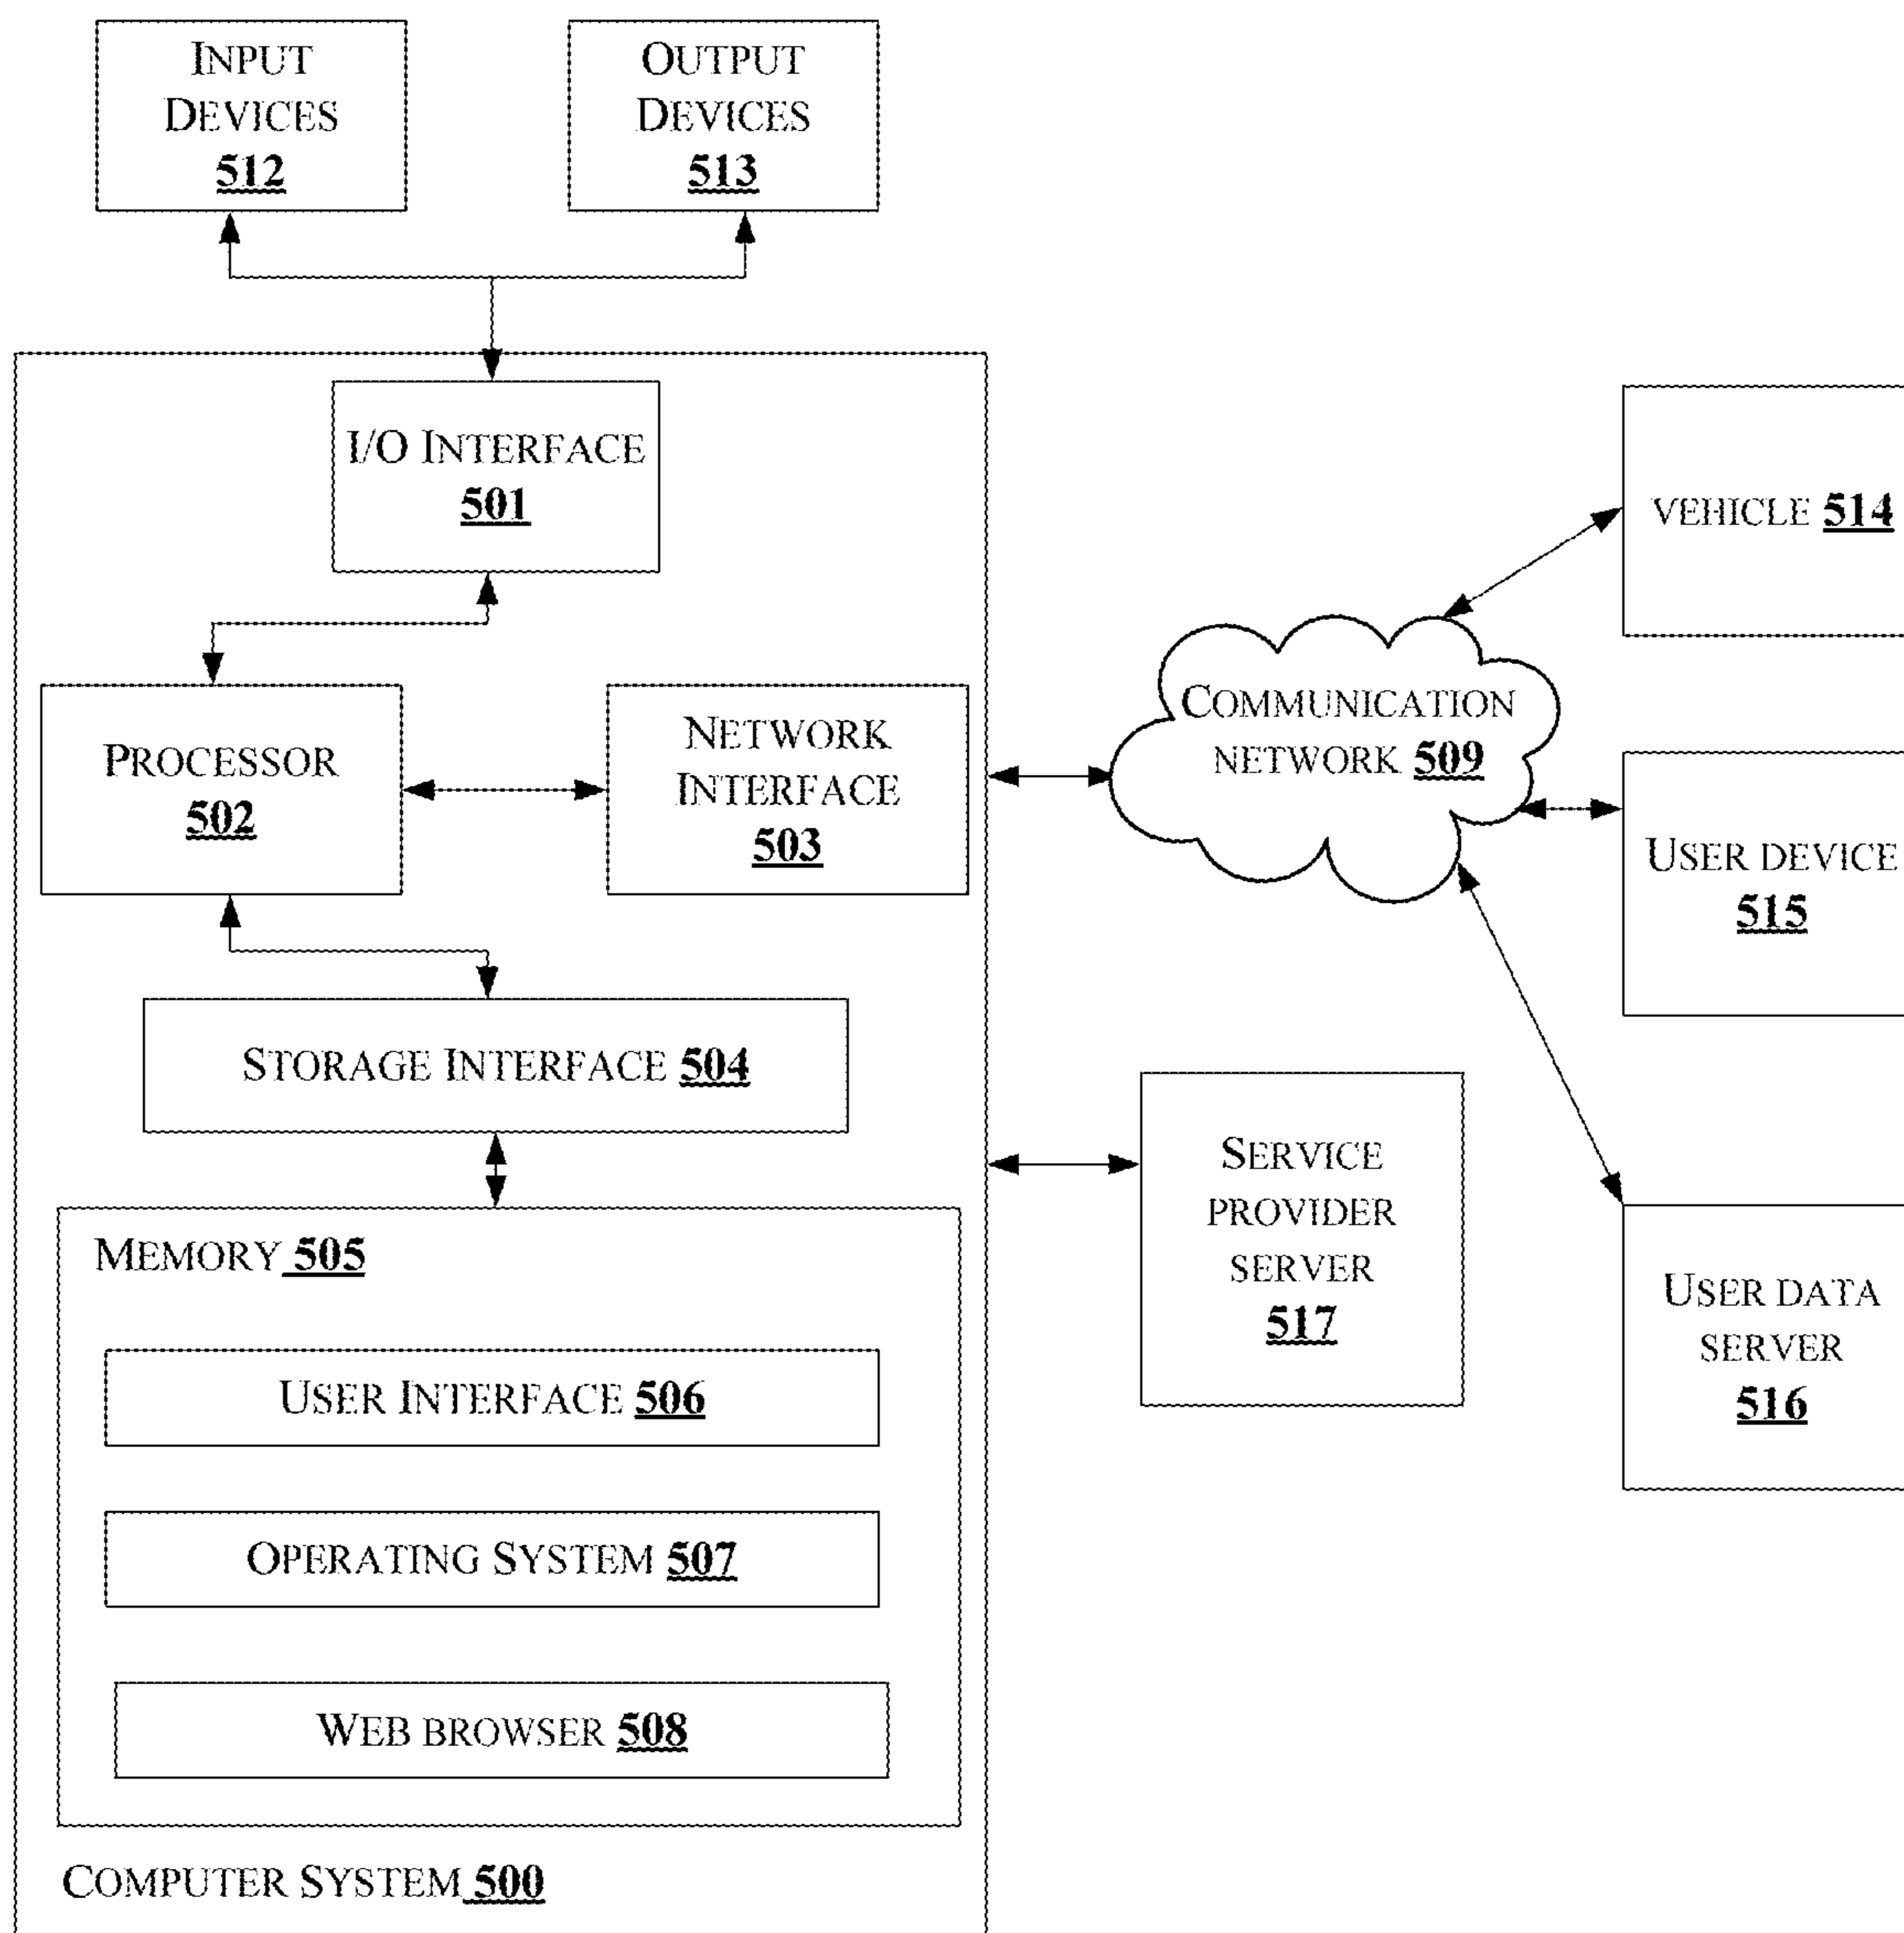 INPUT
DEVICES
512
OUTPUT
DEVICES
513
I/O INTERFACE
501
PROCESSOR
502
NETWORK
INTERFACE
503
STORAGE INTERFACE 504
MEMORY 505
USER INTERFACE 506
OPERATING SYSTEM 507
WEB BROWSER 508
COMPUTER SYSTEM 500
COMMUNICATION
NETWORK 509
VEHICLE 514
USER DEVICE
515
SERVICE
PROVIDER
SERVER
517
USER DATA
SERVER
516